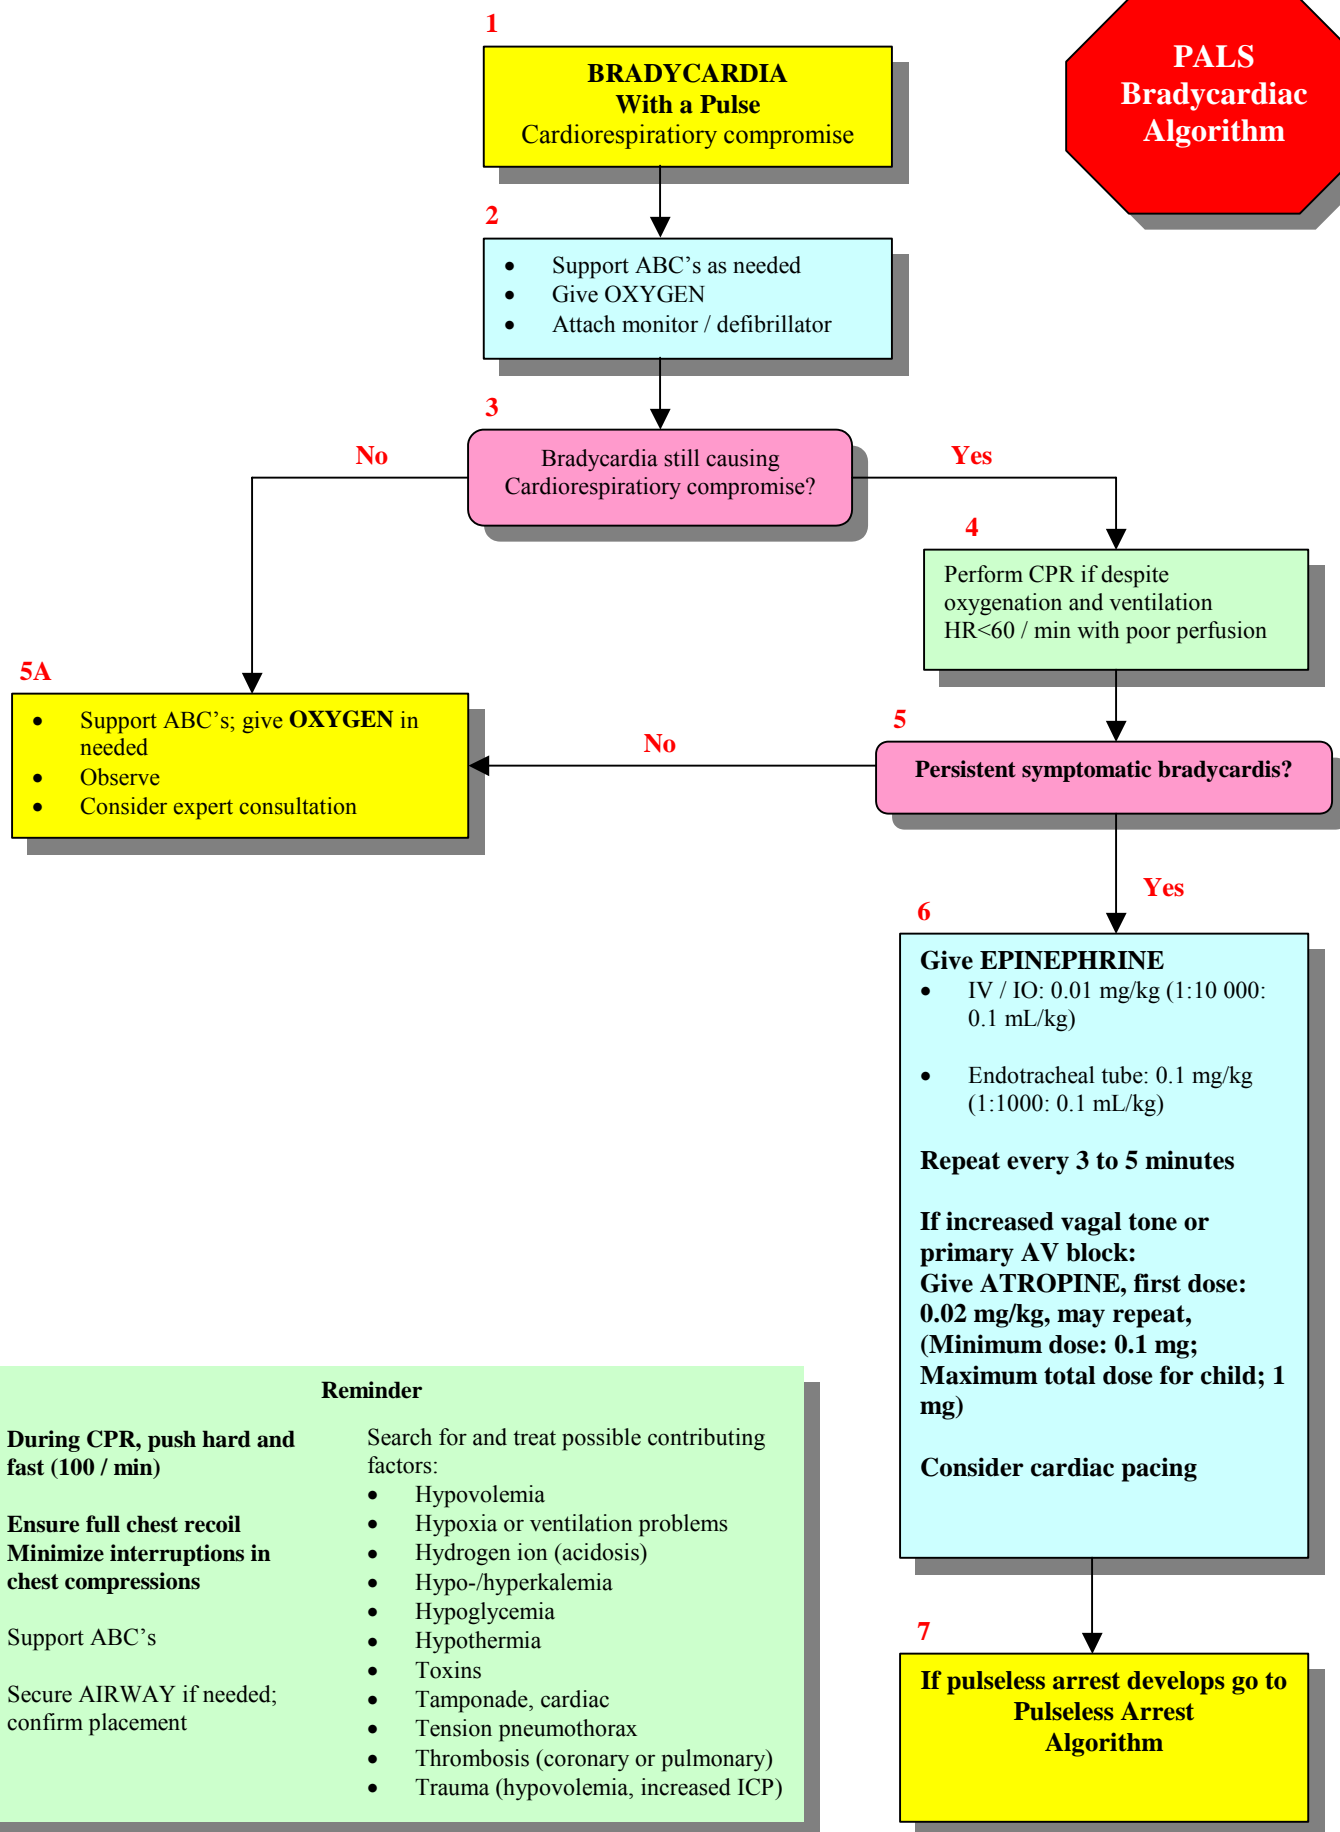 1
PALS
Bradycardiac
Algorithm
BRADYCARDIA
With a Pulse
Cardiorespiratiory compromise
2
• Support ABC’s as needed
• Give OXYGEN
• Attach monitor / defibrillator
3
No
Bradycardia still causing
Cardiorespiratiory compromise?
Yes
4
Perform CPR if despite
oxygenation and ventilation
HR<60 / min with poor perfusion
5A
• Support ABC’s; give OXYGEN in
needed
• Observe
• Consider expert consultation
No
5
Persistent symptomatic bradycardis?
Yes
6
Give EPINEPHRINE
• IV / IO: 0.01 mg/kg (1:10 000:
0.1 mL/kg)
• Endotracheal tube: 0.1 mg/kg
(1:1000: 0.1 mL/kg)
Repeat every 3 to 5 minutes
If increased vagal tone or
primary AV block:
Give ATROPINE, first dose:
0.02 mg/kg, may repeat,
(Minimum dose: 0.1 mg;
Maximum total dose for child; 1
mg)
Consider cardiac pacing
Reminder
During CPR, push hard and
fast (100 / min)
Ensure full chest recoil
Minimize interruptions in
chest compressions
Support ABC’s
Secure AIRWAY if needed;
confirm placement
Search for and treat possible contributing
factors:
• Hypovolemia
• Hypoxia or ventilation problems
• Hydrogen ion (acidosis)
• Hypo-/hyperkalemia
• Hypoglycemia
• Hypothermia
• Toxins
• Tamponade, cardiac
• Tension pneumothorax
• Thrombosis (coronary or pulmonary)
• Trauma (hypovolemia, increased ICP)
7
If pulseless arrest develops go to
Pulseless Arrest
Algorithm